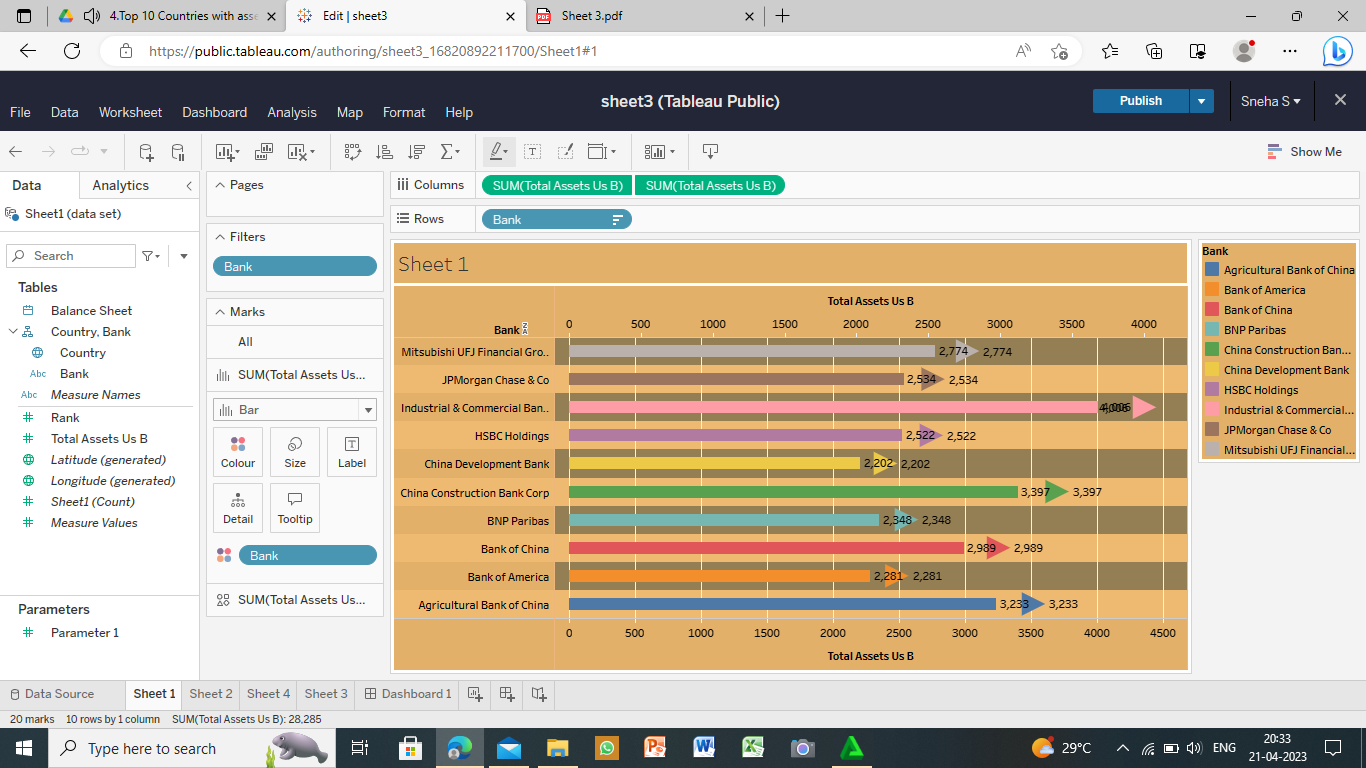 4.Top 10 Countries with asse
Edit | sheet3
Sheet 3.pdf
https://public.tableau.com/authoring/sheet3_16820892211700/Sheet1#1
sheet3 (Tableau Public)
Publish
Sneha S
File Data Worksheet Dashboard Analysis Map Format Help
Show Me
Data Analytics
Sheet1 (data set)
Search
Tables
Balance Sheet
Country, Bank
Country
Abc Bank
Abc Measure Names
Rank
Total Assets Us B
Latitude (generated)
Longitude (generated)
Sheet1 (Count)
Measure Values
Parameters
Parameter 1
Pages
Filters
Bank
Marks
All
SUM(Total Assets Us...
Bar
Colour Size Label
Detail Tooltip
Bank
SUM(Total Assets Us...
Columns SUM(Total Assets Us B) SUM(Total Assets Us B)
Rows Bank
Sheet 1
Total Assets Us B
Bank 0 500 1000 1500 2000 2500 3000 3500 4000
Mitsubishi UFJ Financial Gro.. 2,774 2,774
JPMorgan Chase & Co 2,534 2,534
Industrial & Commercial Ban.. 4,006 4,006
HSBC Holdings 2,522 2,522
China Development Bank 2,202 2,202
China Construction Bank Corp 3,397 3,397
BNP Paribas 2,348 2,348
Bank of China 2,989 2,989
Bank of America 2,281 2,281
Agricultural Bank of China 3,233 3,233
0 500 1000 1500 2000 2500 3000 3500 4000 4500
Total Assets Us B
Bank
Agricultural Bank of China
Bank of America
Bank of China
BNP Paribas
China Construction Ban...
China Development Bank
HSBC Holdings
Industrial & Commercial...
JPMorgan Chase & Co
Mitsubishi UFJ Financial...
Data Source Sheet 1 Sheet 2 Sheet 4 Sheet 3 Dashboard 1
20 marks 10 rows by 1 column SUM(Total Assets Us B): 28,285
Type here to search
29°C
ENG
20:33
21-04-2023